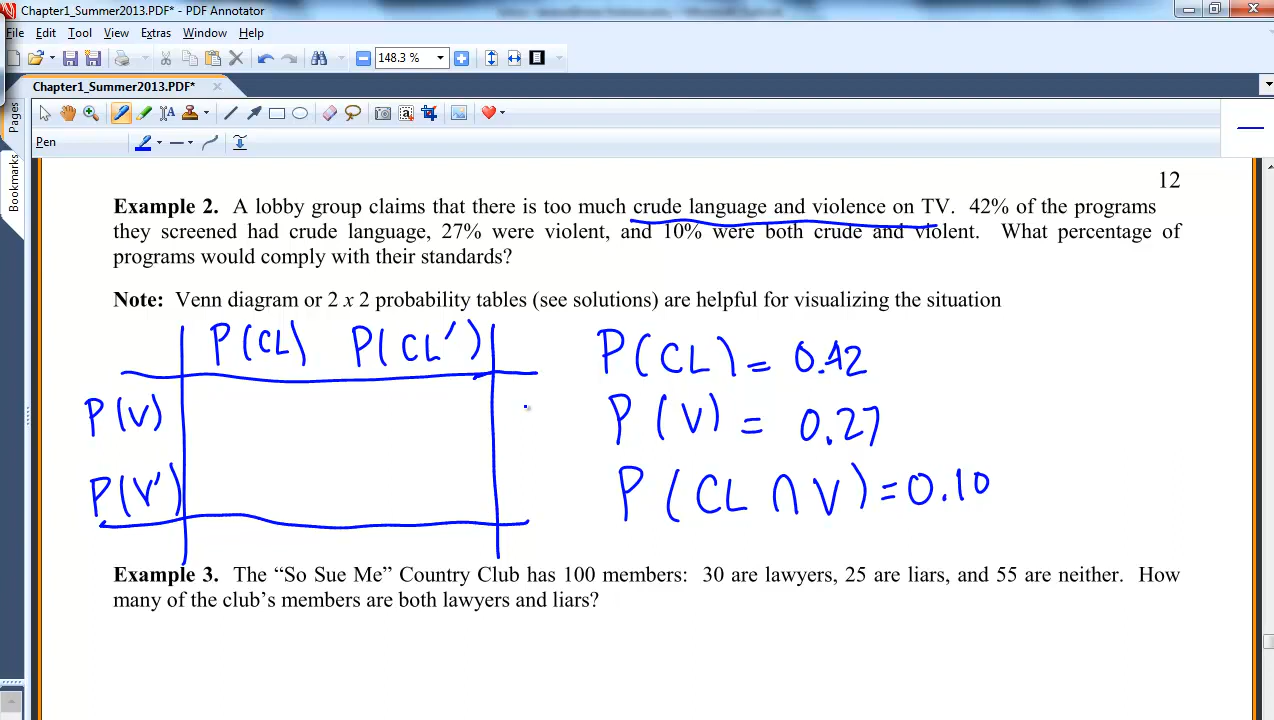 Chapter1_Summer2013.PDF* - PDF Annotator
File Edit Tool View Extras Window Help
148.3 %
Chapter1_Summer2013.PDF*
Pen
Pages
Bookmarks
12
Example 2. A lobby group claims that there is too much crude language and violence on TV. 42% of the programs
they screened had crude language, 27% were violent, and 10% were both crude and violent. What percentage of
programs would comply with their standards?
Note: Venn diagram or 2 x 2 probability tables (see solutions) are helpful for visualizing the situation
P(CL) P(CL')
P(V)
P(V')
P(CL) = 0.42
P(V) = 0.27
P(CL ∩ V) = 0.10
Example 3. The “So Sue Me” Country Club has 100 members: 30 are lawyers, 25 are liars, and 55 are neither. How
many of the club’s members are both lawyers and liars?